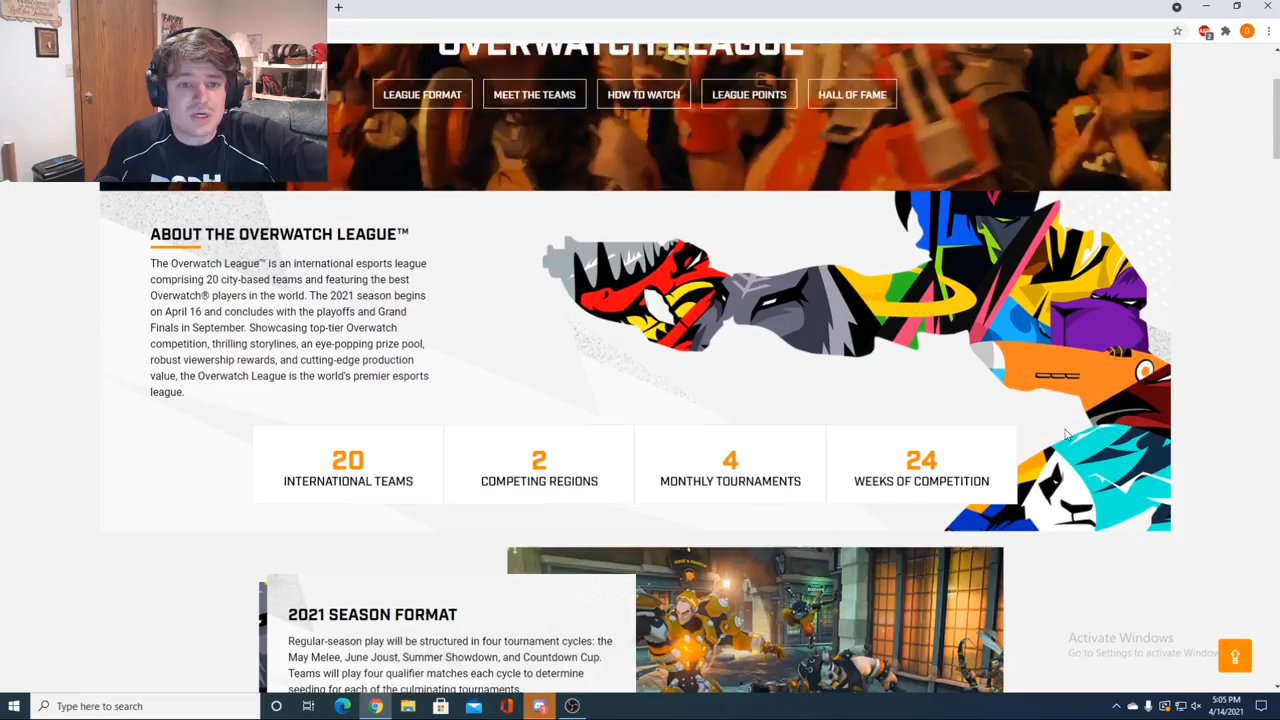 OVERWATCH LEAGUE
LEAGUE FORMAT
MEET THE TEAMS
HOW TO WATCH
LEAGUE POINTS
HALL OF FAME
ABOUT THE OVERWATCH LEAGUE™
The Overwatch League™ is an international esports league
comprising 20 city-based teams and featuring the best
Overwatch® players in the world. The 2021 season begins
on April 16 and concludes with the playoffs and Grand
Finals in September. Showcasing top-tier Overwatch
competition, thrilling storylines, an eye-popping prize pool,
robust viewership rewards, and cutting-edge production
value, the Overwatch League is the world's premier esports
league.
20
INTERNATIONAL TEAMS
2
COMPETING REGIONS
4
MONTHLY TOURNAMENTS
24
WEEKS OF COMPETITION
2021 SEASON FORMAT
Regular-season play will be structured in four tournament cycles: the
May Melee, June Joust, Summer Showdown, and Countdown Cup.
Teams will play four qualifier matches each cycle to determine
seeding for each of the culminating tournaments.
Activate Windows
Go to Settings to activate Window
Type here to search
5:05 PM
4/14/2021